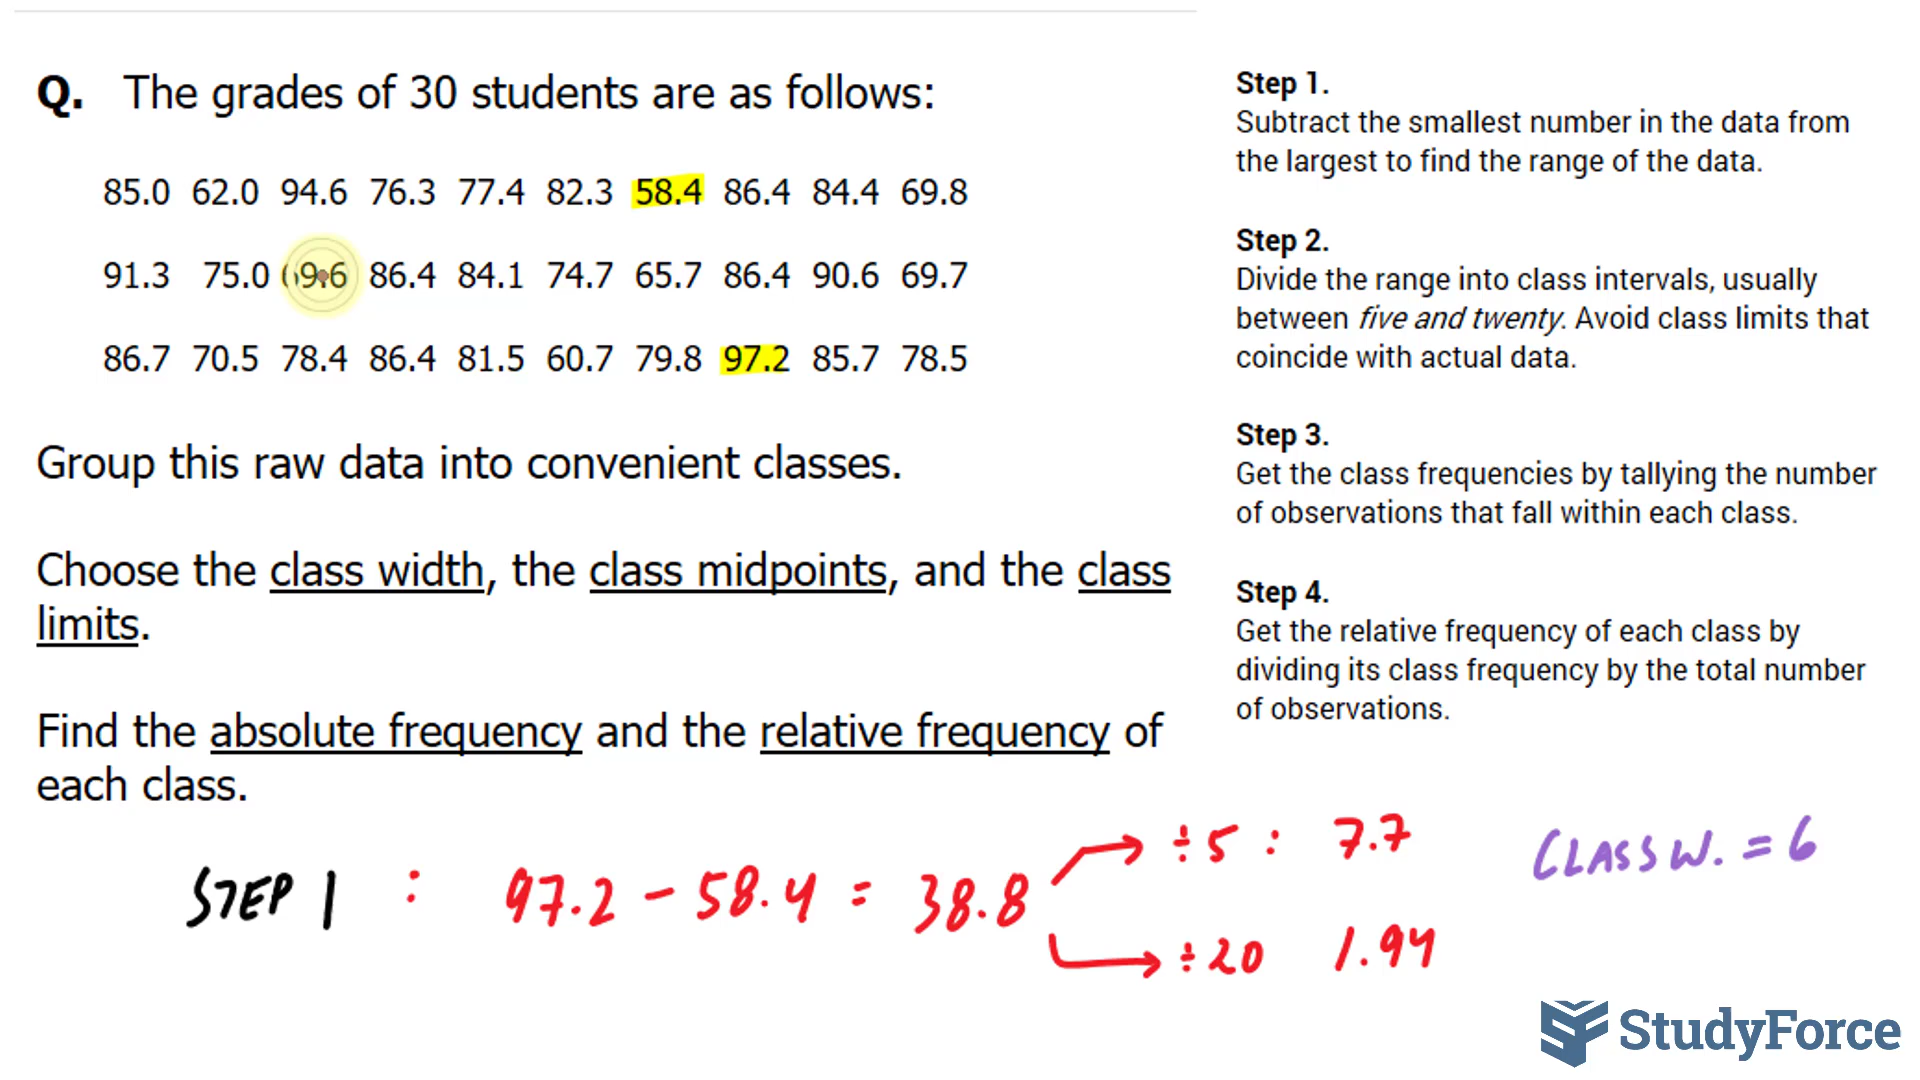 Q. The grades of 30 students are as follows:
85.0 62.0 94.6 76.3 77.4 82.3 58.4 86.4 84.4 69.8
91.3 75.0 69.6 86.4 84.1 74.7 65.7 86.4 90.6 69.7
86.7 70.5 78.4 86.4 81.5 60.7 79.8 97.2 85.7 78.5
Group this raw data into convenient classes.
Choose the class width, the class midpoints, and the class
limits.
Find the absolute frequency and the relative frequency of
each class.
Step 1.
Subtract the smallest number in the data from
the largest to find the range of the data.
Step 2.
Divide the range into class intervals, usually
between five and twenty. Avoid class limits that
coincide with actual data.
Step 3.
Get the class frequencies by tallying the number
of observations that fall within each class.
Step 4.
Get the relative frequency of each class by
dividing its class frequency by the total number
of observations.
STEP 1 : 97.2 - 58.4 = 38.8
÷5 : 7.7
÷20 1.94
CLASS W. = 6
StudyForce